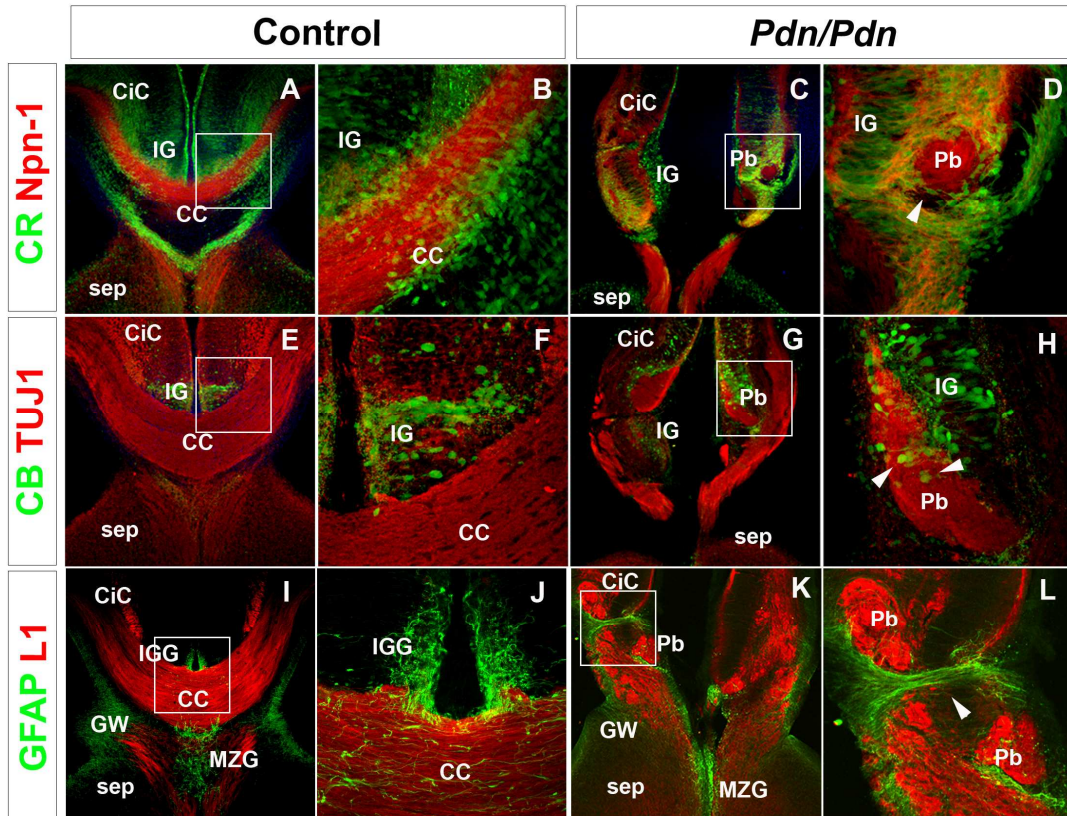 Control
Pdn/Pdn
CR Npn-1
CiC A
IG
CC
sep
B
IG
CC
CiC C
Pb
IG
sep
D
IG
Pb
CB TUJ1
CiC E
IG
CC
sep
F
IG
CC
CiC G
Pb
IG
sep
H
IG
Pb
GFAP L1
CiC I
IGG
CC
GW
MZG
sep
J
IGG
CC
CiC K
Pb
GW
sep MZG
L
Pb
Pb